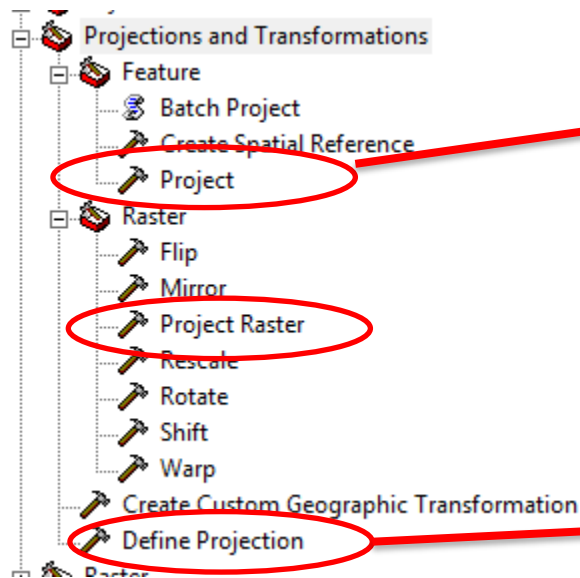 Projections and Transformations
Feature
Batch Project
Create Spatial Reference
Project
Raster
Flip
Mirror
Project Raster
Rescale
Rotate
Shift
Warp
Create Custom Geographic Transformation
Define Projection
Raster